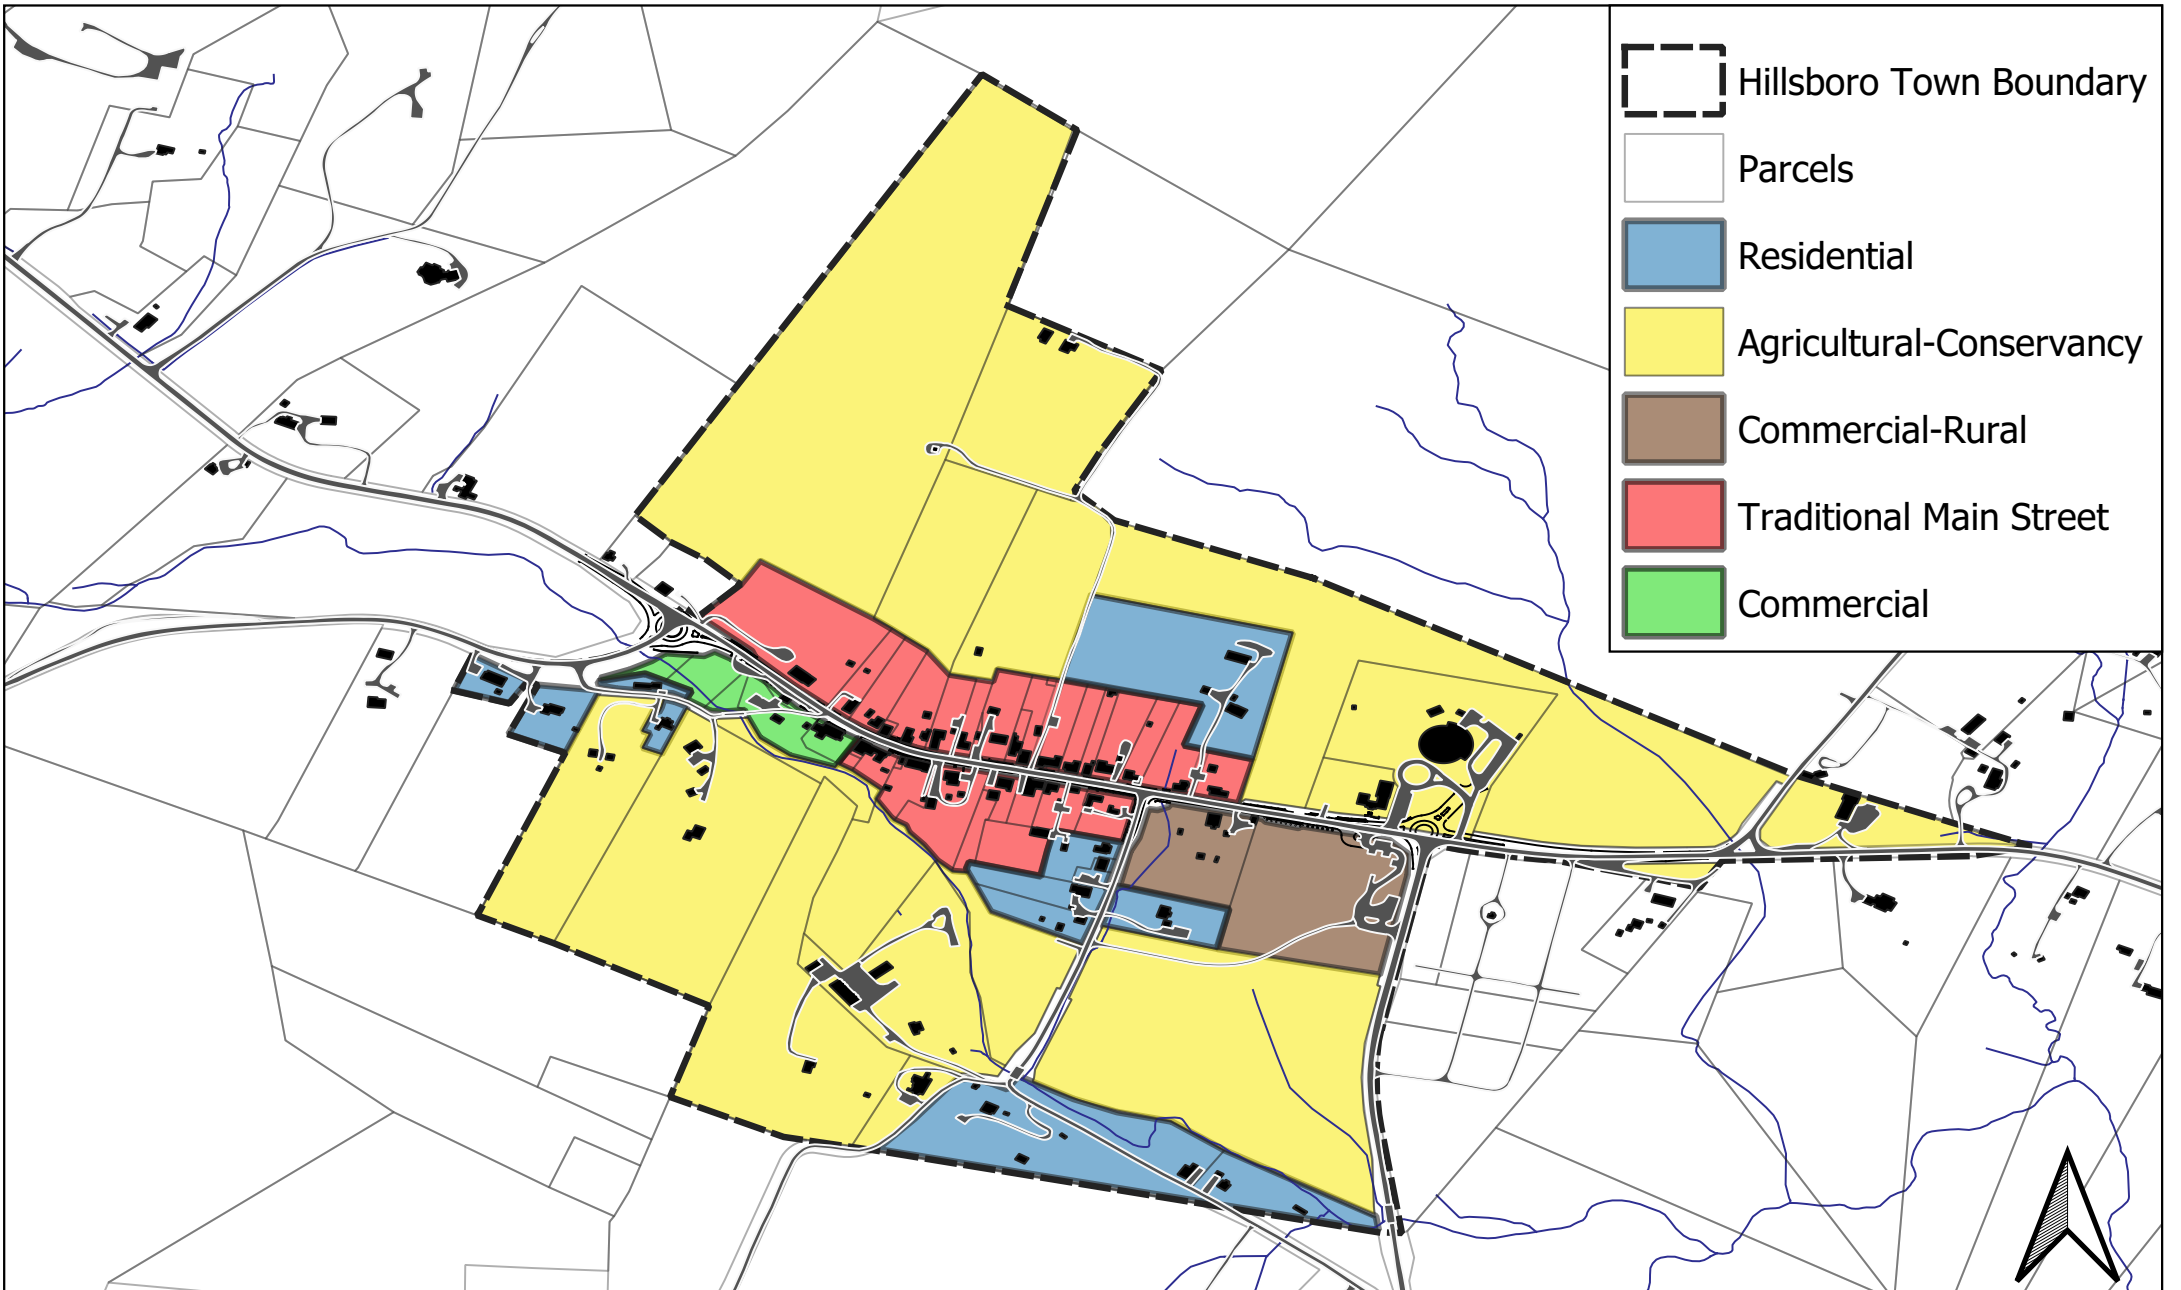 Hillsboro Town Boundary
Parcels
Residential
Agricultural-Conservancy
Commercial-Rural
Traditional Main Street
Commercial